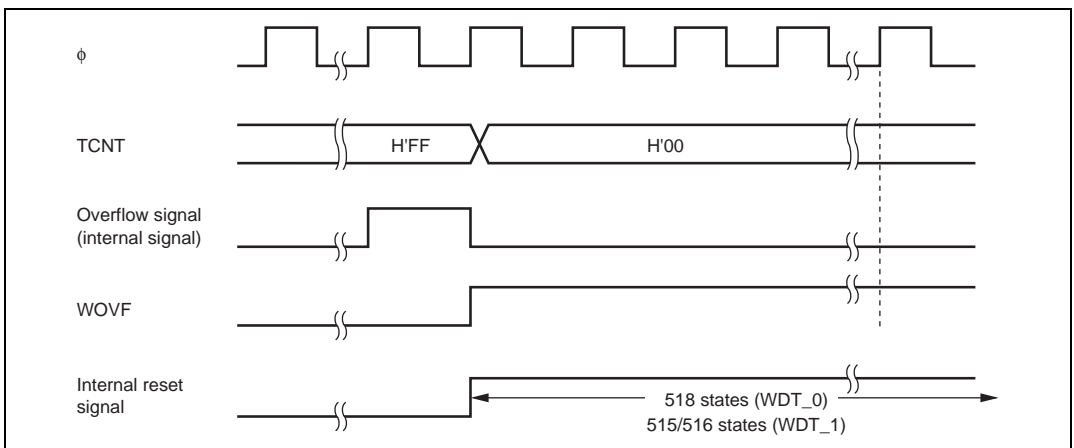 φ
TCNT
H'FF
H'00
Overflow signal
(internal signal)
WOVF
Internal reset
signal
518 states (WDT_0)
515/516 states (WDT_1)